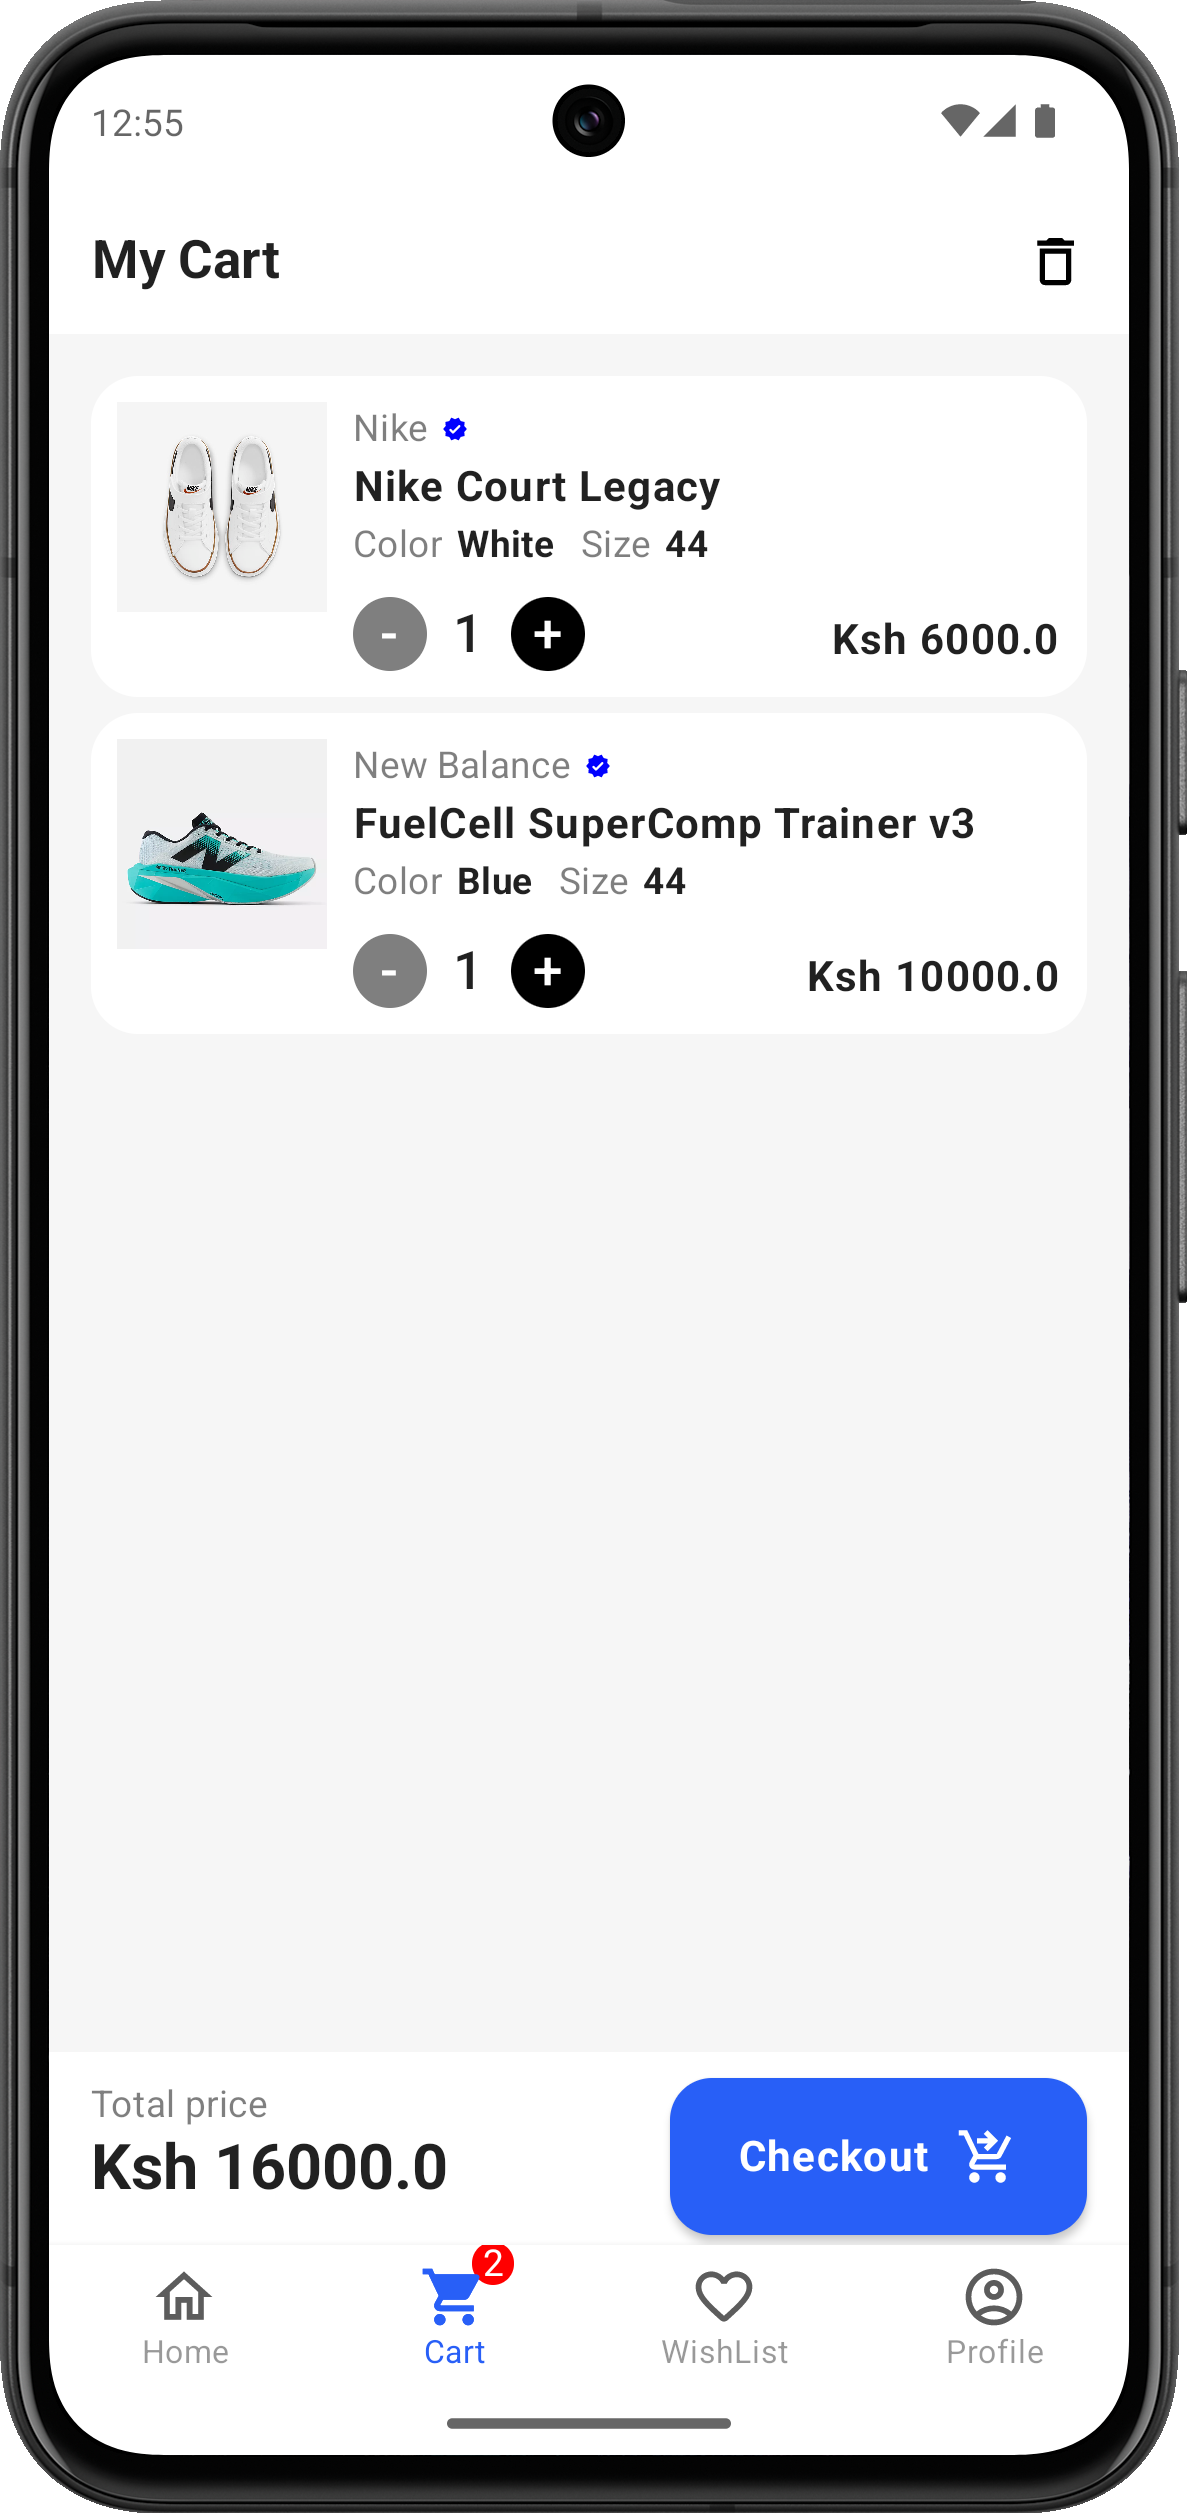 12:55
My Cart
Nike
Nike Court Legacy
Color White Size 44
- 1 +
Ksh 6000.0
New Balance
FuelCell SuperComp Trainer v3
Color Blue Size 44
- 1 +
Ksh 10000.0
Total price
Ksh 16000.0
Checkout
2
Home
Cart
WishList
Profile